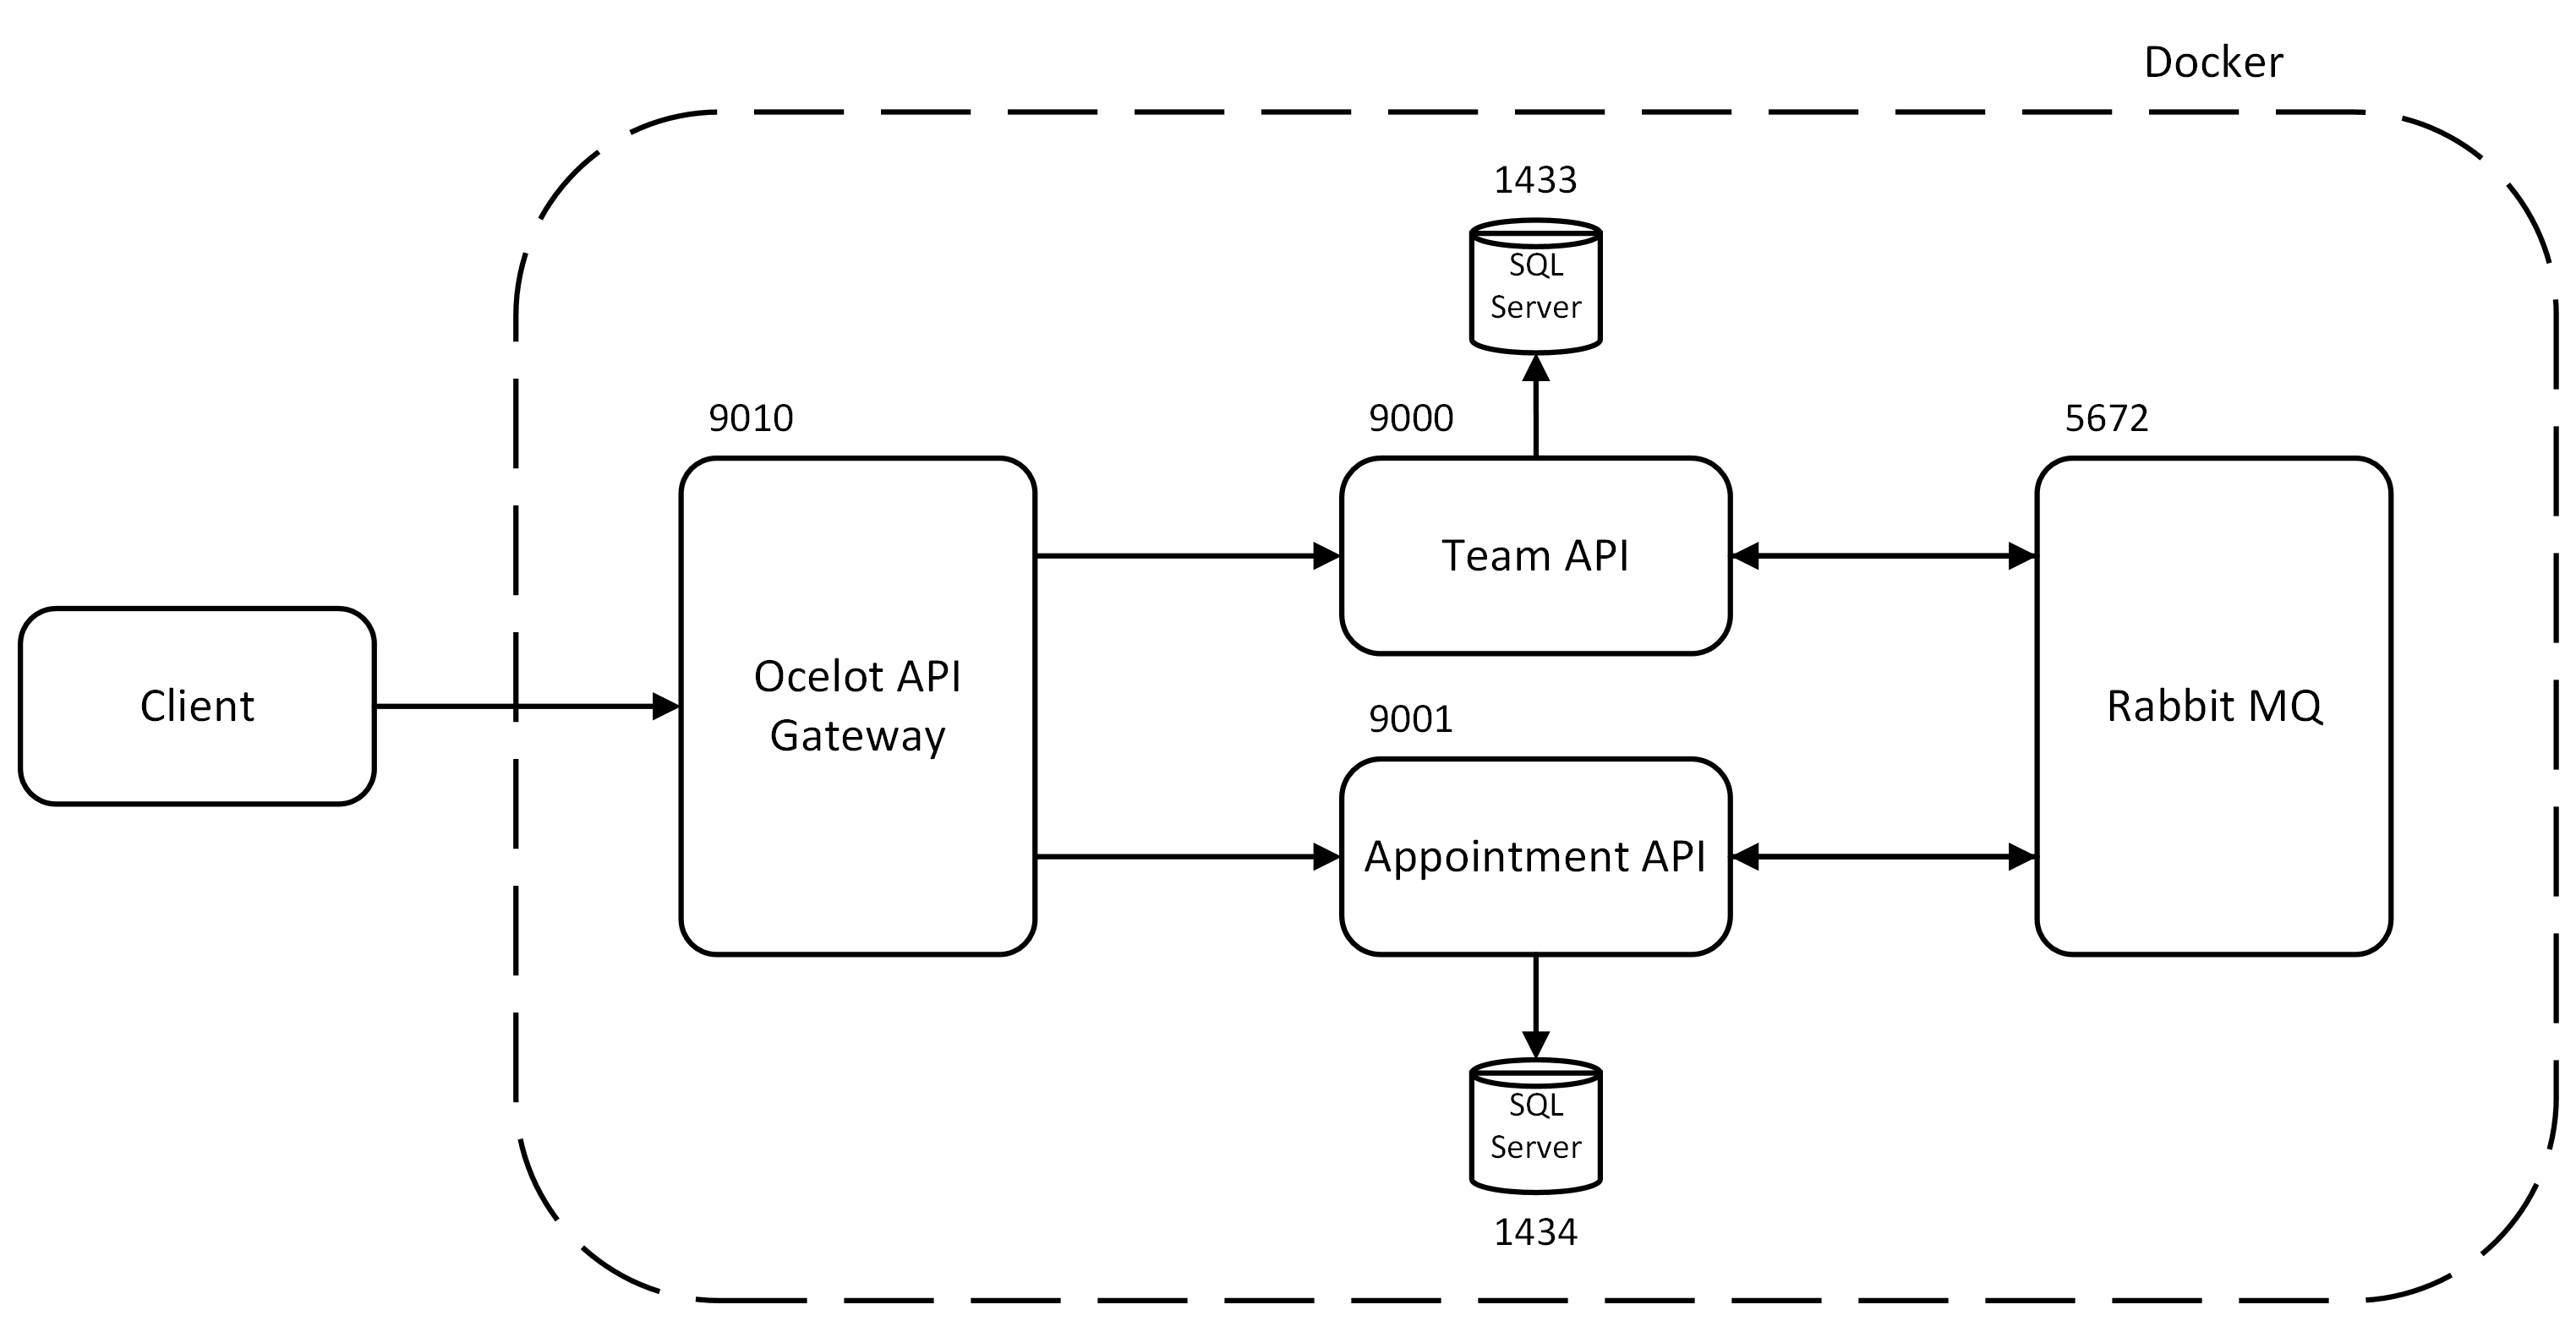 Docker
1433
SQL
Server
9010
9000
5672
Team API
Client
Ocelot API
Gateway
9001
Rabbit MQ
Appointment API
SQL
Server
1434